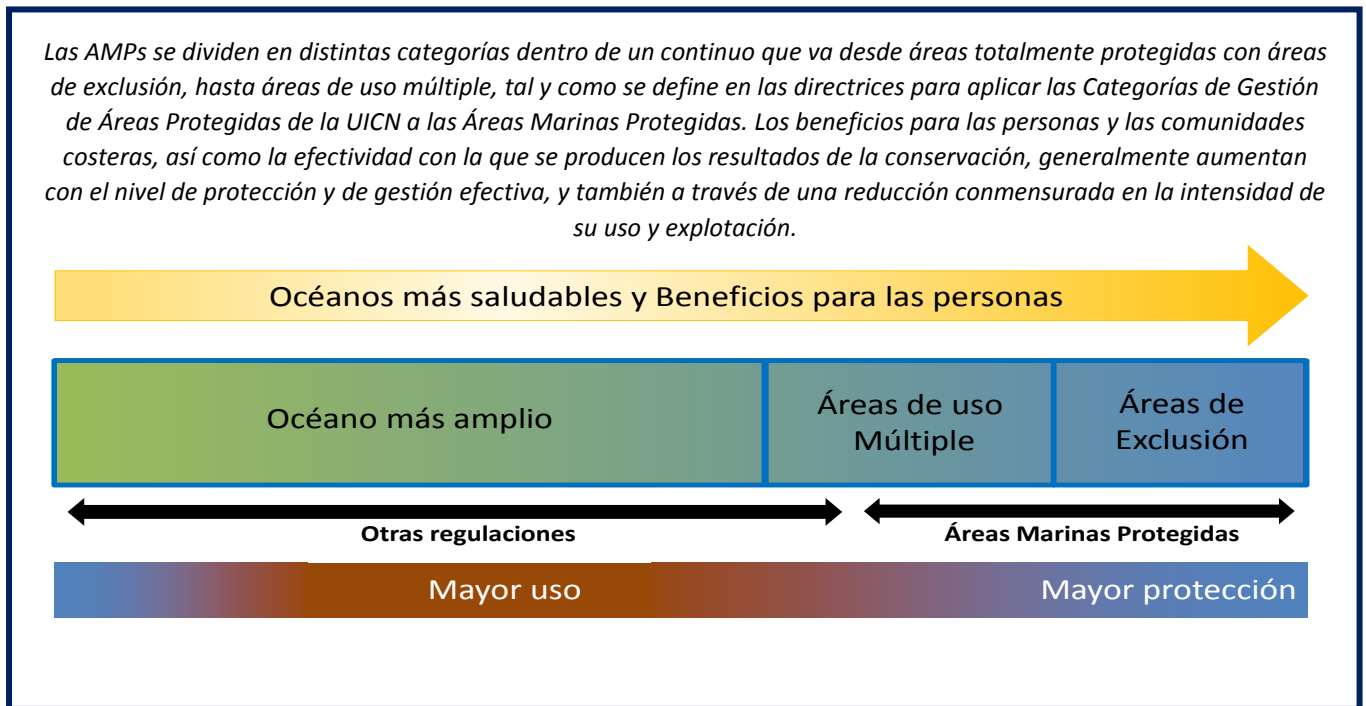 Las AMPs se dividen en distintas categorías dentro de un continuo que va desde áreas totalmente protegidas con áreas
de exclusión, hasta áreas de uso múltiple, tal y como se define en las directrices para aplicar las Categorías de Gestión
de Áreas Protegidas de la UICN a las Áreas Marinas Protegidas. Los beneficios para las personas y las comunidades
costeras, así como la efectividad con la que se producen los resultados de la conservación, generalmente aumentan
con el nivel de protección y de gestión efectiva, y también a través de una reducción conmensurada en la intensidad de
su uso y explotación.
Océanos más saludables y Beneficios para las personas
Océano más amplio
Áreas de uso
Múltiple
Áreas de
Exclusión
Otras regulaciones
Áreas Marinas Protegidas
Mayor uso
Mayor protección